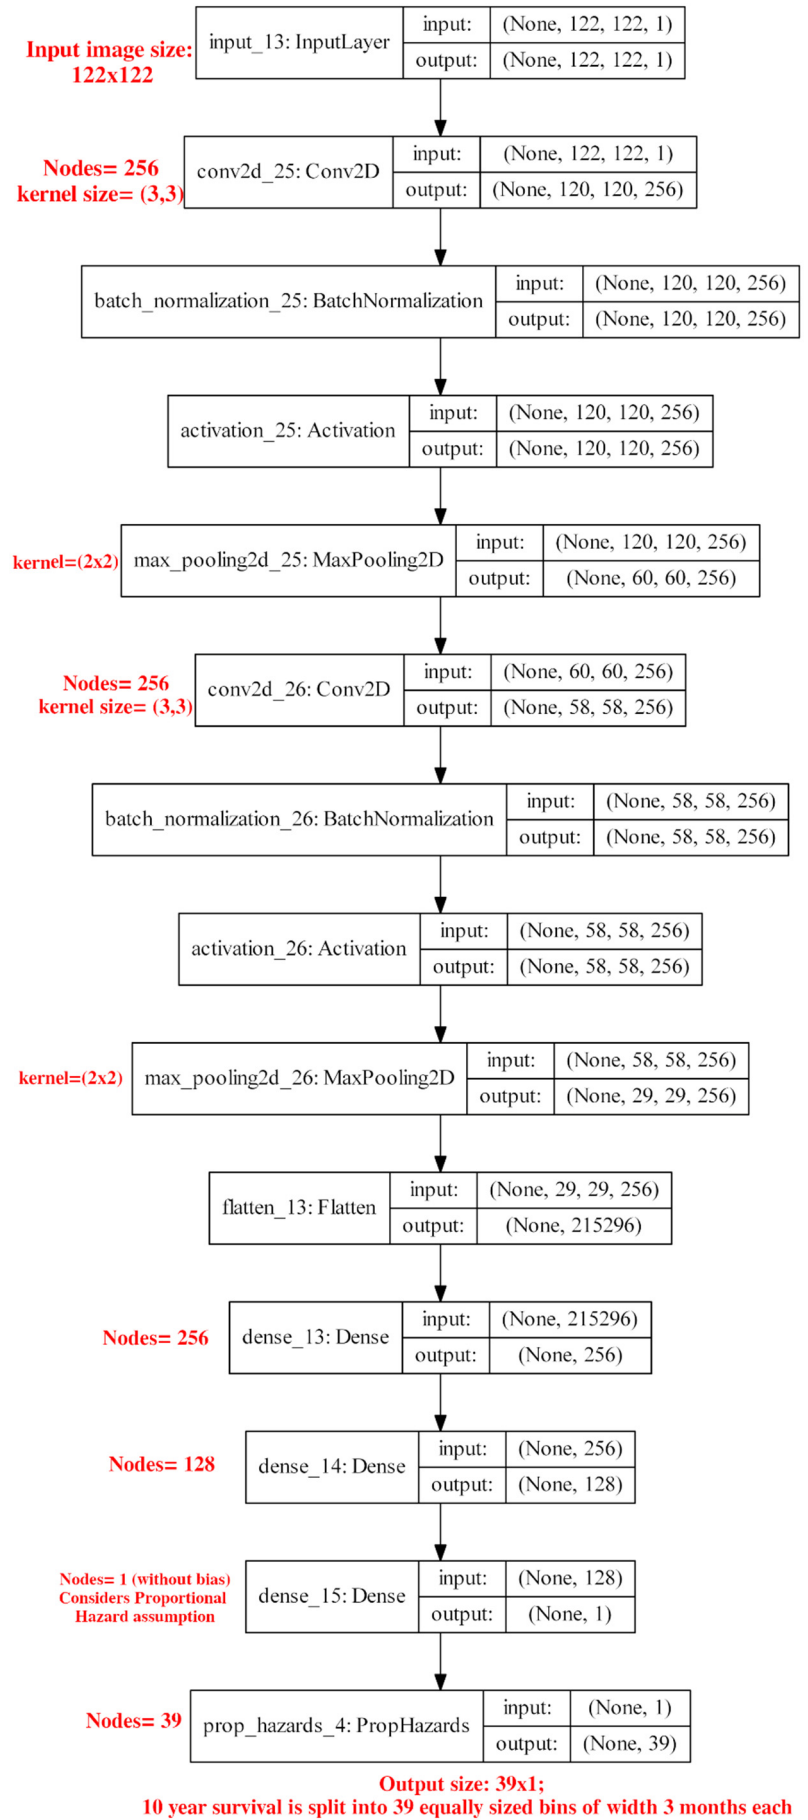 Input image size:
122x122
input_13: InputLayer
input: (None, 122, 122, 1)
output: (None, 122, 122, 1)
Nodes= 256
kernel size= (3,3)
conv2d_25: Conv2D
input: (None, 122, 122, 1)
output: (None, 120, 120, 256)
batch_normalization_25: BatchNormalization
input: (None, 120, 120, 256)
output: (None, 120, 120, 256)
activation_25: Activation
input: (None, 120, 120, 256)
output: (None, 120, 120, 256)
kernel=(2x2)
max_pooling2d_25: MaxPooling2D
input: (None, 120, 120, 256)
output: (None, 60, 60, 256)
Nodes= 256
kernel size= (3,3)
conv2d_26: Conv2D
input: (None, 60, 60, 256)
output: (None, 58, 58, 256)
batch_normalization_26: BatchNormalization
input: (None, 58, 58, 256)
output: (None, 58, 58, 256)
activation_26: Activation
input: (None, 58, 58, 256)
output: (None, 58, 58, 256)
kernel=(2x2)
max_pooling2d_26: MaxPooling2D
input: (None, 58, 58, 256)
output: (None, 29, 29, 256)
flatten_13: Flatten
input: (None, 29, 29, 256)
output: (None, 215296)
Nodes= 256
dense_13: Dense
input: (None, 215296)
output: (None, 256)
Nodes= 128
dense_14: Dense
input: (None, 256)
output: (None, 128)
Nodes= 1 (without bias)
Considers Proportional
Hazard assumption
dense_15: Dense
input: (None, 128)
output: (None, 1)
Nodes= 39
prop_hazards_4: PropHazards
input: (None, 1)
output: (None, 39)
Output size: 39x1;
10 year survival is split into 39 equally sized bins of width 3 months each